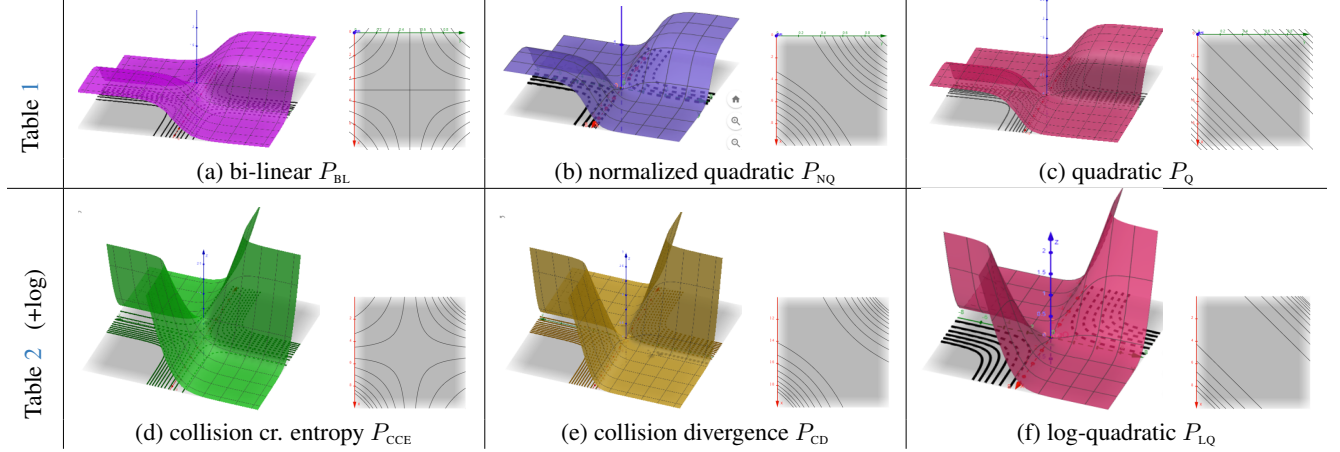 Table 1
(a) bi-linear P_BL
(b) normalized quadratic P_NQ
(c) quadratic P_Q
Table 2 (+log)
(d) collision cr. entropy P_CCE
(e) collision divergence P_CD
(f) log-quadratic P_LQ